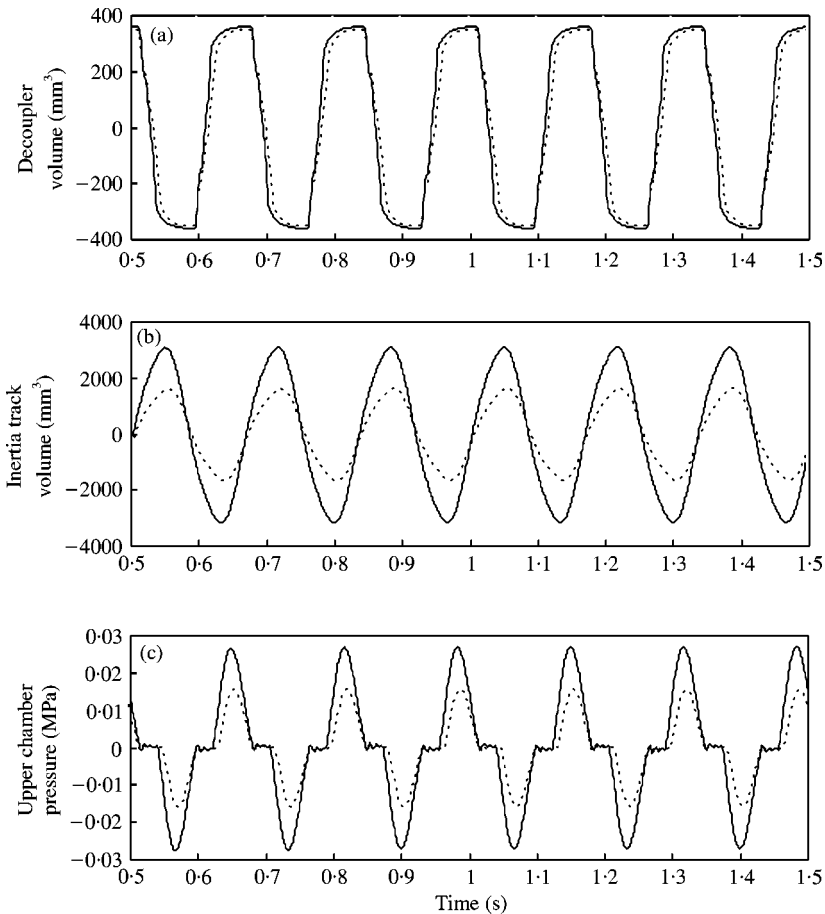 400
200
0
−200
−400
Decoupler
volume (mm³)
(a)
0·5 0·6 0·7 0·8 0·9 1 1·1 1·2 1·3 1·4 1·5
4000
2000
0
−2000
−4000
Inertia track
volume (mm³)
(b)
0·5 0·6 0·7 0·8 0·9 1 1·1 1·2 1·3 1·4 1·5
0·03
0·02
0·01
0
−0·01
−0·02
−0·03
Upper chamber
pressure (MPa)
(c)
0·5 0·6 0·7 0·8 0·9 1 1·1 1·2 1·3 1·4 1·5
Time (s)